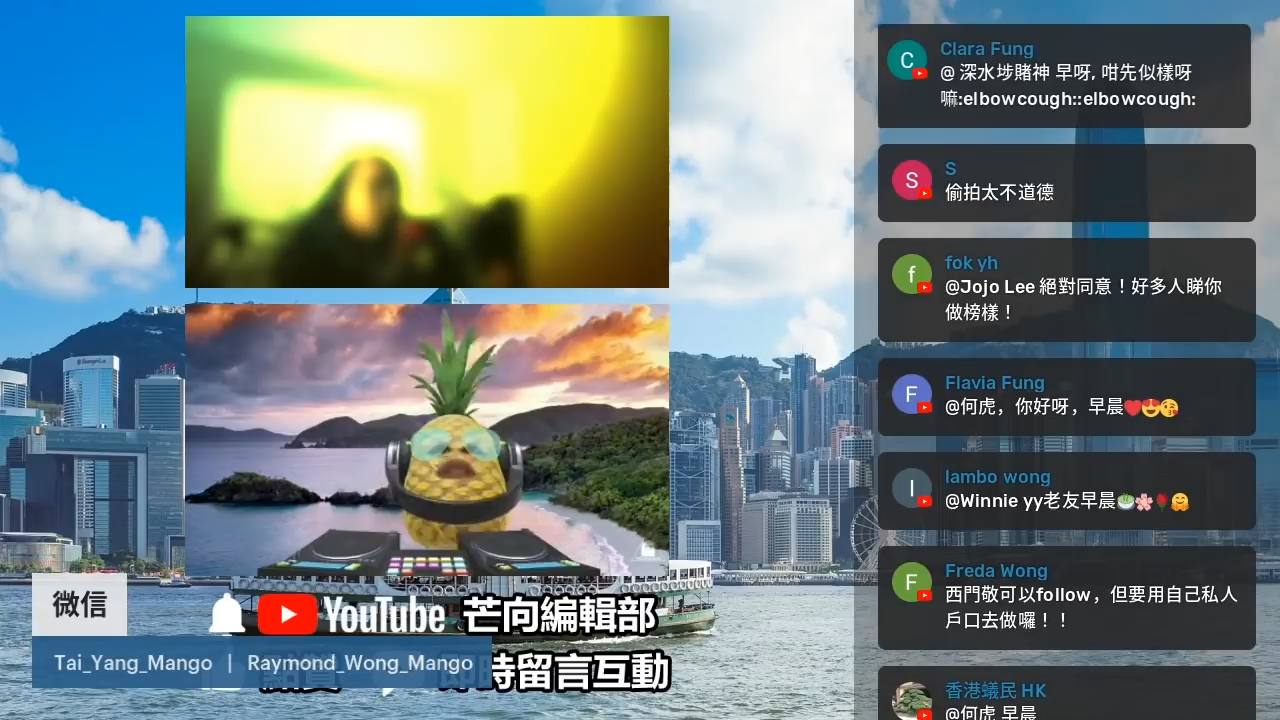 微信
Tai_Yang_Mango | Raymond_Wong_Mango
YouTube 芒向編輯部
即時留言互動
Shangri-La
Clara Fung
@ 深水埗賭神 早呀, 咁先似樣呀
嘛:elbowcough::elbowcough:
S
偷拍太不道德
fok yh
@Jojo Lee 絕對同意！好多人睇你
做榜樣！
Flavia Fung
@何虎，你好呀，早晨❤️😍😘
lambo wong
@Winnie yy老友早晨🍵🌸🌹🤗
Freda Wong
西門敬可以follow，但要用自己私人
戶口去做囉！！
香港蟻民 HK
@何虎 早晨